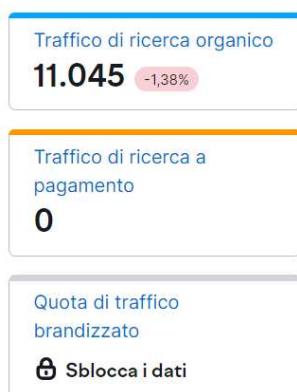 Traffico di ricerca organico
11.045 -1,38%
Traffico di ricerca a
pagamento
0
Quota di traffico
brandizzato
Sblocca i dati